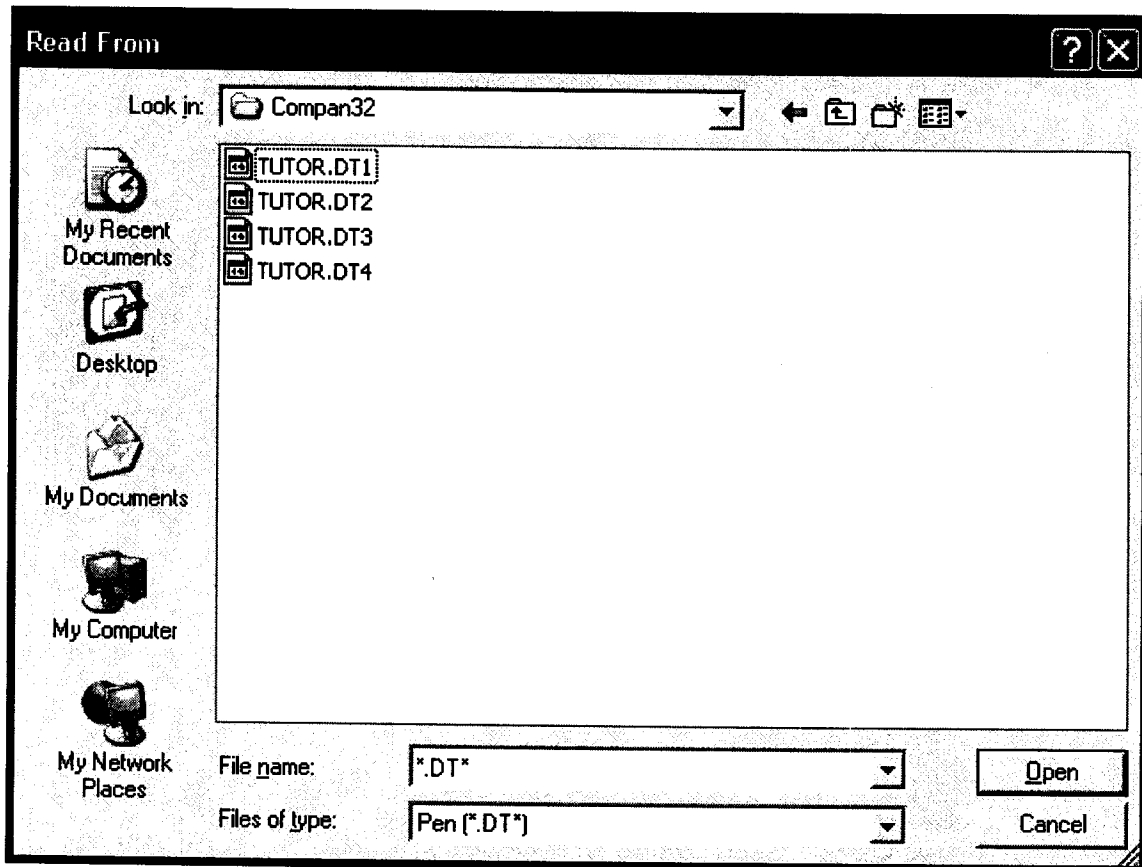 Read From
Look in: Compan32
TUTOR.DT1
TUTOR.DT2
TUTOR.DT3
TUTOR.DT4
My Recent
Documents
Desktop
My Documents
My Computer
My Network
Places
File name: *.DT* Open
Files of type: Pen (*.DT*) Cancel